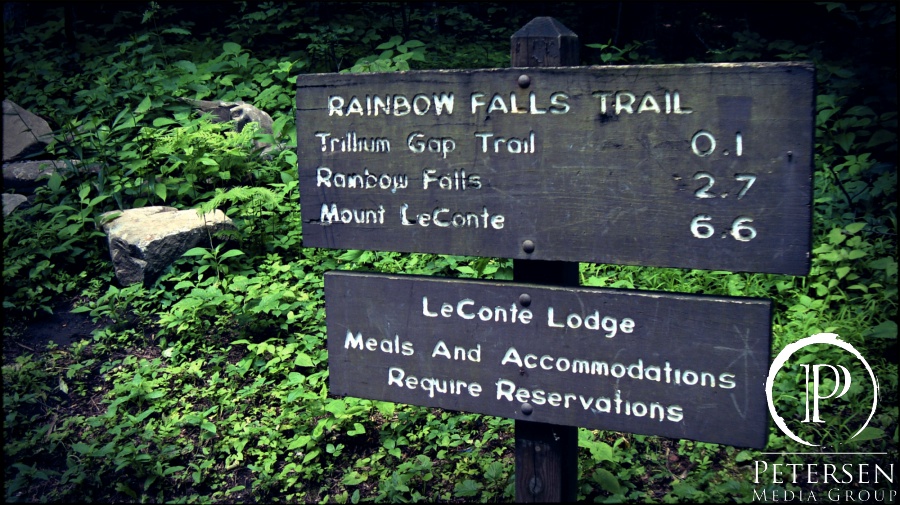 RAINBOW FALLS TRAIL
Trillium Gap Trail 0.1
Rainbow Falls 2.7
Mount LeConte 6.6
LeConte Lodge
Meals And Accommodations
Require Reservations
P
PETERSEN
MEDIA GROUP